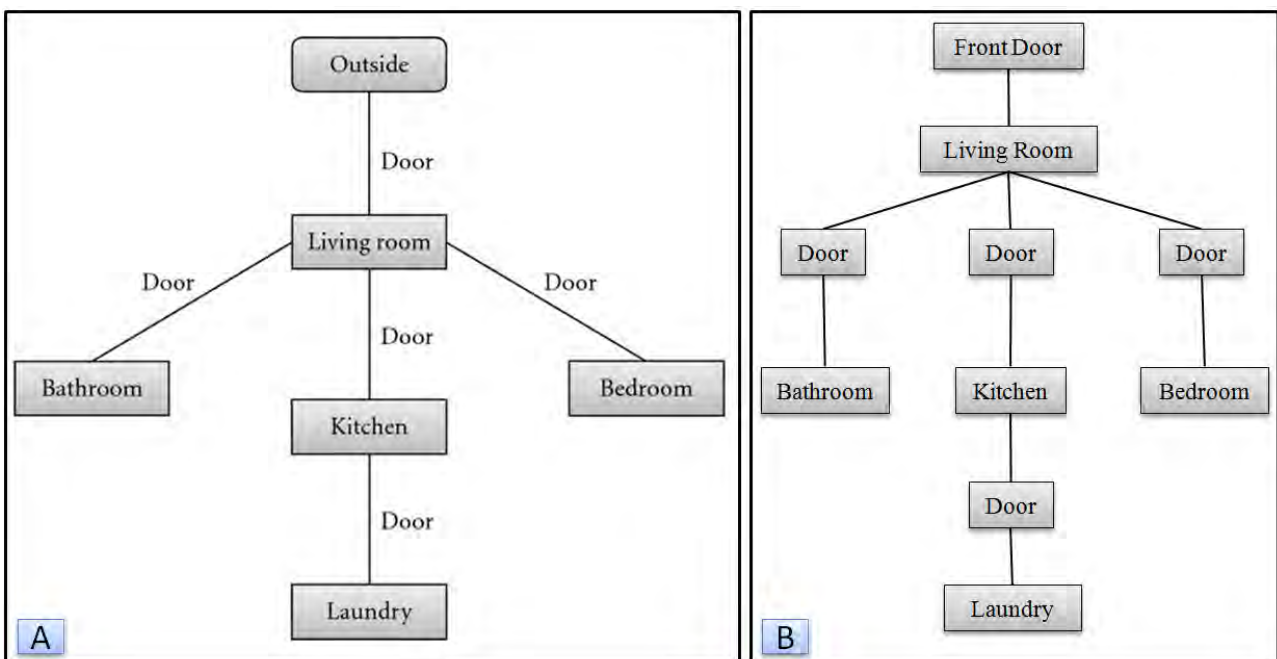 Outside
Door
Living room
Door
Door
Door
Bathroom
Bedroom
Kitchen
Door
Laundry
A
Front Door
Living Room
Door
Door
Door
Bathroom
Kitchen
Bedroom
Door
Laundry
B